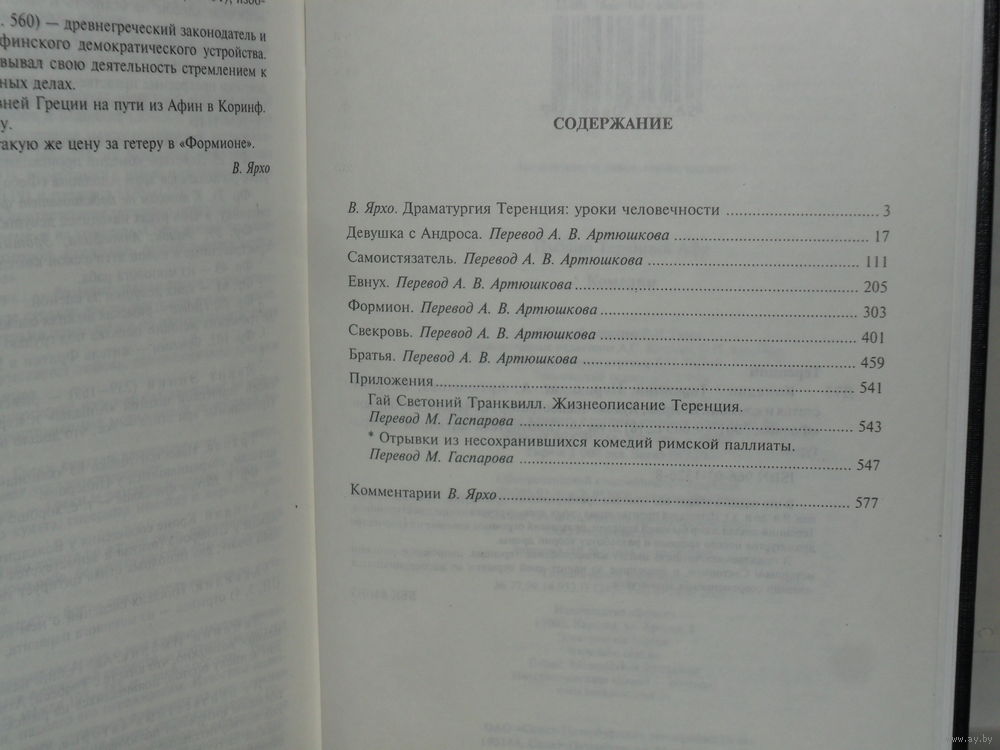 . 560) — древнегреческий законодатель и
финского демократического устройства.
вывал свою деятельность стремлением к
ных делах.
вней Греции на пути из Афин в Коринф.
у.
такую же цену за гетеру в «Формионе».
В. Ярхо
СОДЕРЖАНИЕ
В. Ярхо. Драматургия Теренция: уроки человечности 3
Девушка с Андроса. Перевод А. В. Артюшкова 17
Самоистязатель. Перевод А. В. Артюшкова 111
Евнух. Перевод А. В. Артюшкова 205
Формион. Перевод А. В. Артюшкова 303
Свекровь. Перевод А. В. Артюшкова 401
Братья. Перевод А. В. Артюшкова 459
Приложения 541
Гай Светоний Транквилл. Жизнеописание Теренция.
Перевод М. Гаспарова 543
* Отрывки из несохранившихся комедий римской паллиаты.
Перевод М. Гаспарова 547
Комментарии В. Ярхо 577
www.ay.by